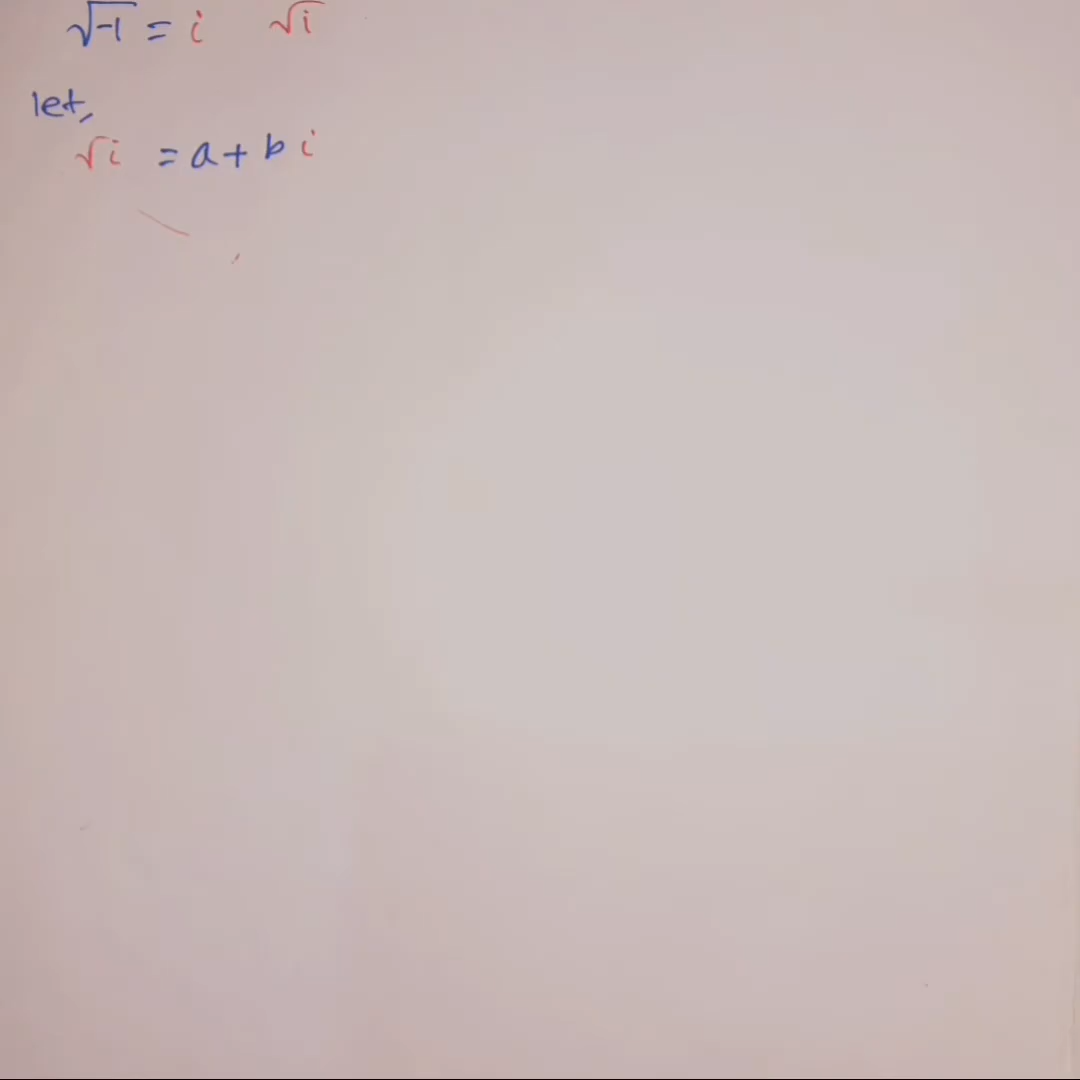 √-1 = i √i
let,
√i = a + b i